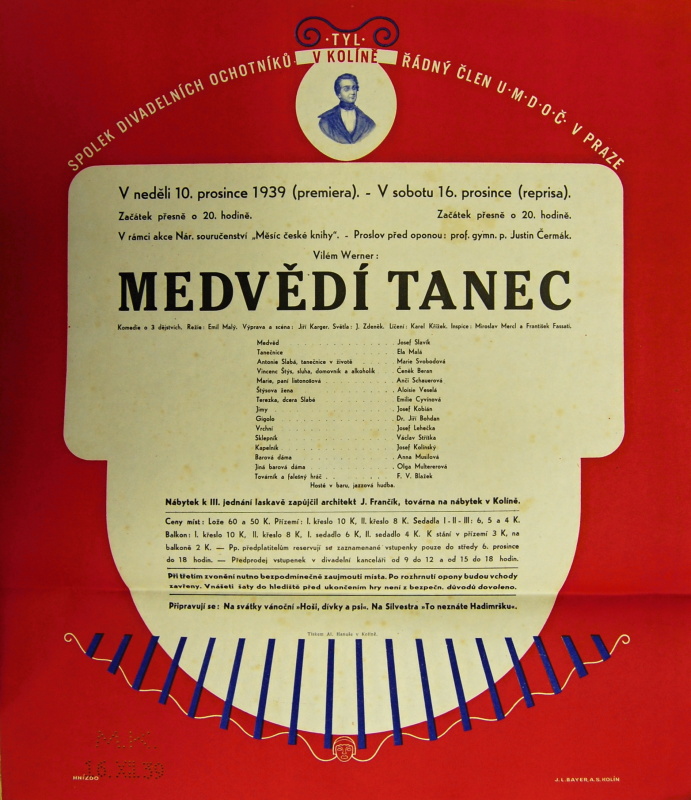 · TYL ·
V KOLÍNĚ
SPOLEK DIVADELNÍCH OCHOTNÍKŮ
ŘÁDNÝ ČLEN U·M·D·O·Č· V PRAZE
V neděli 10. prosince 1939 (premiera). - V sobotu 16. prosince (reprisa).
Začátek přesně o 20. hodině. Začátek přesně o 20. hodině.
V rámci akce Nár. souručenství „Měsíc české knihy“. - Proslov před oponou: prof. gymn. p. Justin Čermák.
Vilém Werner:
MEDVĚDÍ TANEC
Komedie o 3 dějstvích. Režie: Emil Malý. Výprava a scéna: Jiří Karger. Světla: J. Zdeněk. Líčení: Karel Křížek. Inspice: Miroslav Mercl a František Fassati.
Medvěd Josef Slavík
Tanečnice Ela Malá
Antonie Slabá, tanečnice v životě Marie Svobodová
Vincenc Štýs, sluha, domovník a alkoholik Čeněk Beran
Marie, paní listonošová Anči Schauerová
Štýsova žena Aloisie Veselá
Terezka, dcera Slabé Emilie Cyvínová
Jimy Josef Kobián
Gigolo Dr. Jiří Bohdan
Vrchní Josef Lehečka
Sklepník Václav Stříška
Kapelník Josef Kolínský
Barová dáma Anna Musilová
Jiná barová dáma Olga Multererová
Továrník a falešný hráč F. V. Blažek
Hosté v baru, jazzová hudba.
Nábytek k III. jednání laskavě zapůjčil architekt J. Frančík, továrna na nábytek v Kolíně.
Ceny míst: Lože 60 a 50 K. Přízemí: I. křeslo 10 K, II. křeslo 8 K. Sedadla I - II - III: 6, 5 a 4 K.
Balkon: I. křeslo 10 K, II. křeslo 8 K, I. sedadlo 6 K, II. sedadlo 4 K. K stání v přízemí 3 K, na
balkoně 2 K. — Pp. předplatitelům reservují se zaznamenané vstupenky pouze do středy 6. prosince
do 18 hodin. — Předprodej vstupenek v divadelní kanceláři od 9 do 12 a od 15 do 18 hodin.
Při třetím zvonění nutno bezpodmínečně zaujmouti místa. Po rozhrnutí opony budou vchody
zavřeny. Vnášeti šaty do hlediště před ukončením hry není z bezpečn. důvodů dovoleno.
Připravují se: Na svátky vánoční »Hoši, dívky a psi«. Na Silvestra »To neznáte Hadimršku«.
Tiskem Al. Hanuše v Kolíně.
M.K.
16.XII.39
HNÍZDO
J. L. BAYER, A. S. KOLÍN